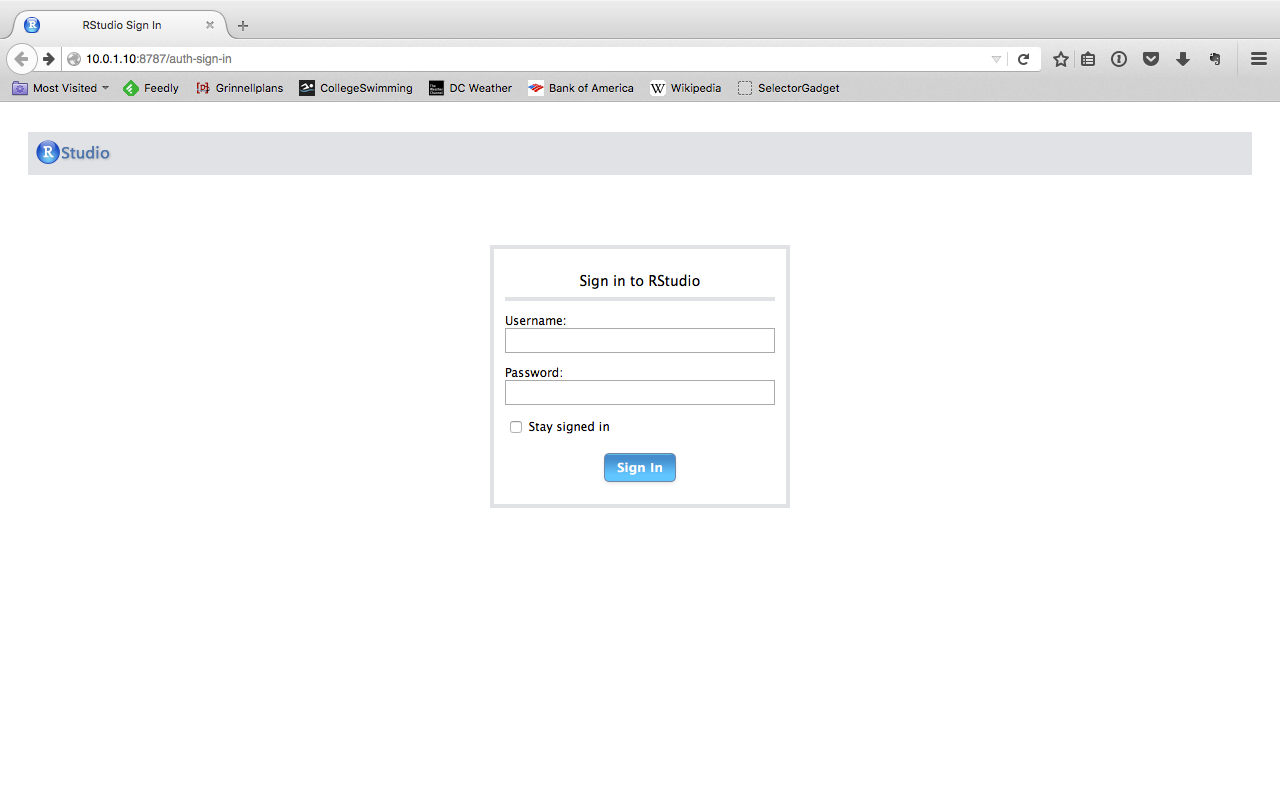 RStudio Sign In
10.0.1.10:8787/auth-sign-in
Most Visited Feedly Grinnellplans CollegeSwimming DC Weather Bank of America Wikipedia SelectorGadget
R Studio
Sign in to RStudio
Username:
Password:
Stay signed in
Sign In